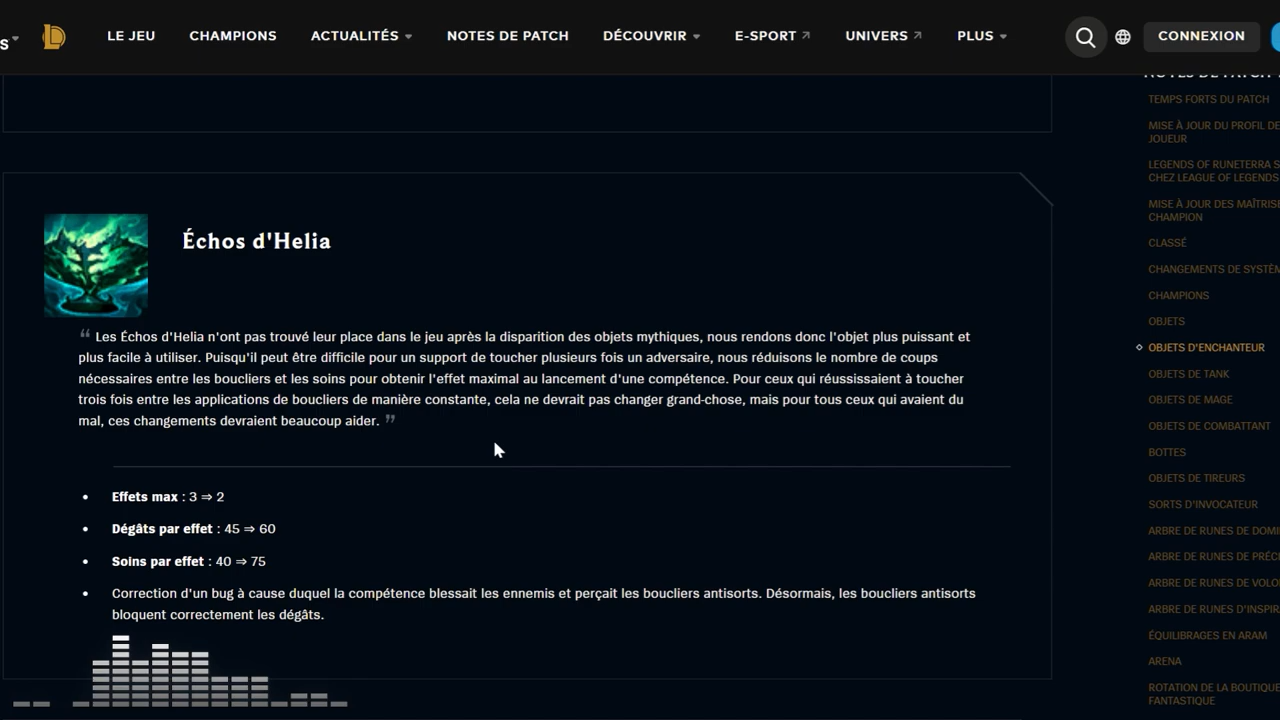 S
LE JEU CHAMPIONS ACTUALITÉS NOTES DE PATCH DÉCOUVRIR E-SPORT UNIVERS PLUS CONNEXION
Échos d'Helia
“ Les Échos d'Helia n'ont pas trouvé leur place dans le jeu après la disparition des objets mythiques, nous rendons donc l'objet plus puissant et
plus facile à utiliser. Puisqu'il peut être difficile pour un support de toucher plusieurs fois un adversaire, nous réduisons le nombre de coups
nécessaires entre les boucliers et les soins pour obtenir l'effet maximal au lancement d'une compétence. Pour ceux qui réussissaient à toucher
trois fois entre les applications de boucliers de manière constante, cela ne devrait pas changer grand-chose, mais pour tous ceux qui avaient du
mal, ces changements devraient beaucoup aider. ”
• Effets max : 3 ⇒ 2
• Dégâts par effet : 45 ⇒ 60
• Soins par effet : 40 ⇒ 75
• Correction d'un bug à cause duquel la compétence blessait les ennemis et perçait les boucliers antisorts. Désormais, les boucliers antisorts
bloquent correctement les dégâts.
NOTES DE PATCH
TEMPS FORTS DU PATCH
MISE À JOUR DU PROFIL DE
JOUEUR
LEGENDS OF RUNETERRA S
CHEZ LEAGUE OF LEGENDS
MISE À JOUR DES MAÎTRISE
CHAMPION
CLASSÉ
CHANGEMENTS DE SYSTÈ
CHAMPIONS
OBJETS
OBJETS D'ENCHANTEUR
OBJETS DE TANK
OBJETS DE MAGE
OBJETS DE COMBATTANT
BOTTES
OBJETS DE TIREURS
SORTS D'INVOCATEUR
ARBRE DE RUNES DE DOMI
ARBRE DE RUNES DE PRÉC
ARBRE DE RUNES DE VOLO
ARBRE DE RUNES D'INSPIRA
ÉQUILIBRAGES EN ARAM
ARENA
ROTATION DE LA BOUTIQUE
FANTASTIQUE